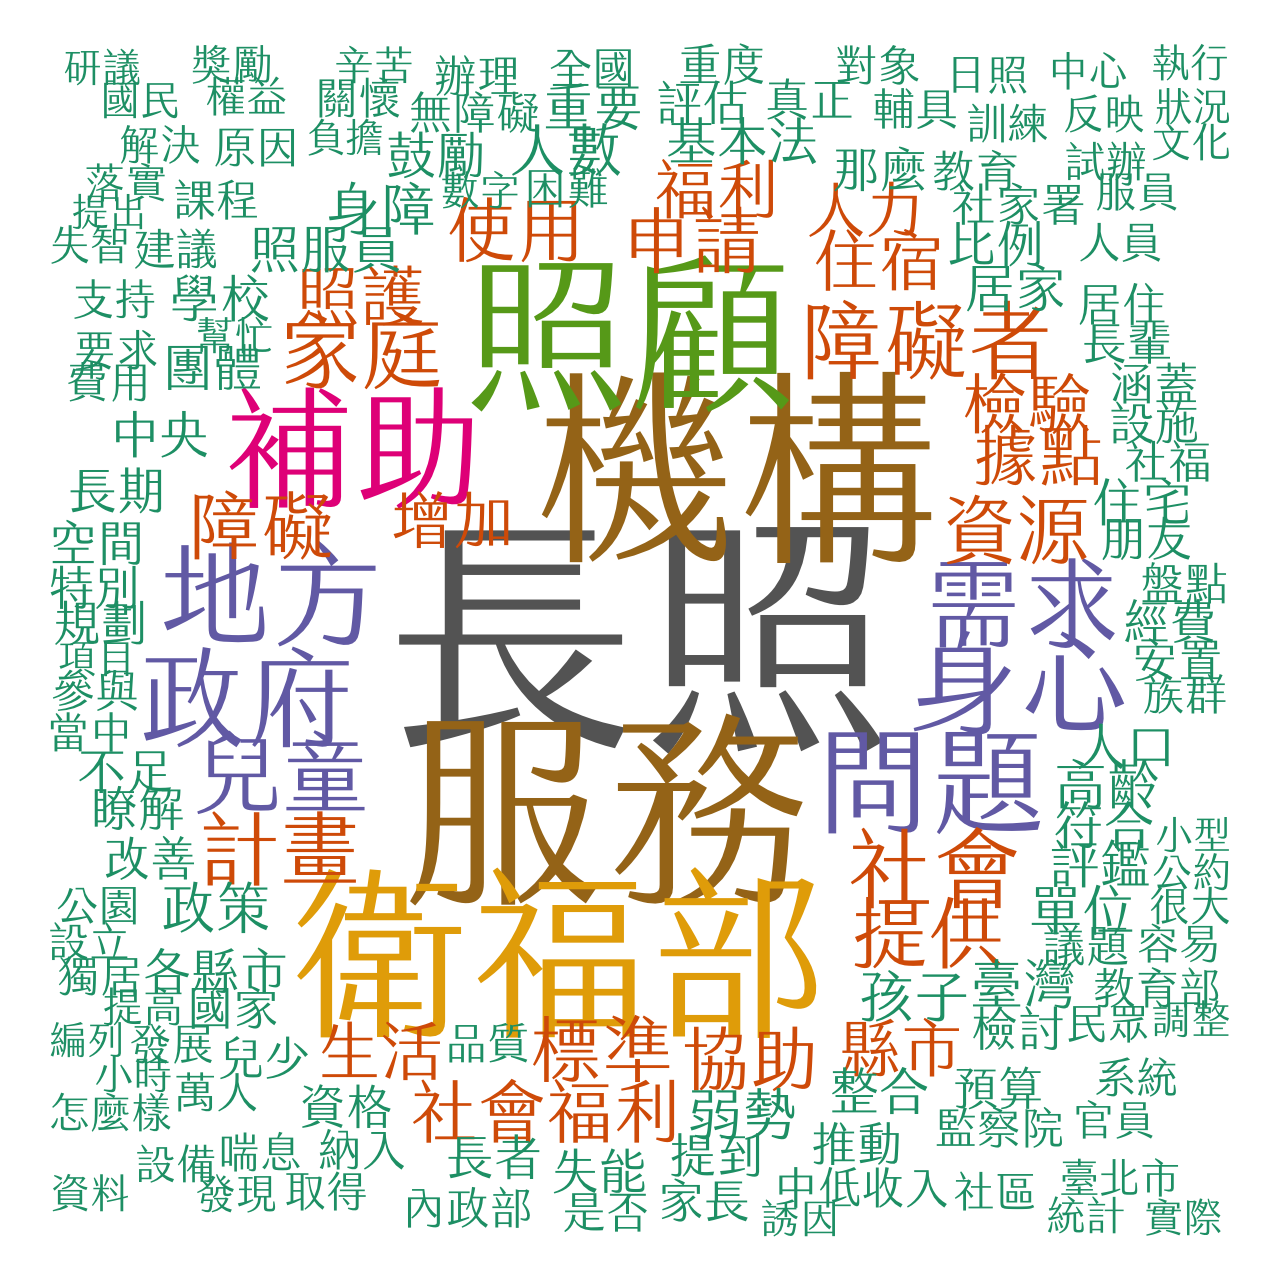 研議 獎勵 辛苦 辦理 全國 重度 對象 日照 中心 執行
國民 權益 關懷 無障礙 重要 評估 真正 輔具 訓練 反映 狀況
解決 原因 負擔 鼓勵 人數 基本法 那麼 教育 試辦 文化
落實 課程 身障 數字 困難 福利 人力 社家署 服員
提出 使用 申請
失智 建議 照服員 住宿 比例 人員
支持 學校 照護 照顧 居家 居住
要求 幫忙 家庭 障礙者 長輩
費用 團體 補助 機構 檢驗 涵蓋
中央 據點 設施
長期 障礙 增加 資源 住宅 社福
空間 長照 朋友
特別 地方 需求 盤點
規劃 經費
項目 政府 身心 安置
參與 族群
當中 兒童 服務 問題 人口
不足 高齡
瞭解 計畫 符合 小型
改善 社會 評鑑 公約
公園 政策 衛福部 提供 單位 很大
設立 議題 容易
獨居 各縣市 孩子 臺灣 教育部
提高 國家 檢討 民眾 調整
編列 發展 兒少 生活 品質 標準 協助 縣市
小時 萬人 整合 預算 系統
怎麼樣 資格 社會福利 弱勢 監察院 官員
設備 喘息 納入 長者 失能 提到 推動
資料 發現 取得 內政部 是否 家長 中低收入 社區 臺北市
誘因 統計 實際